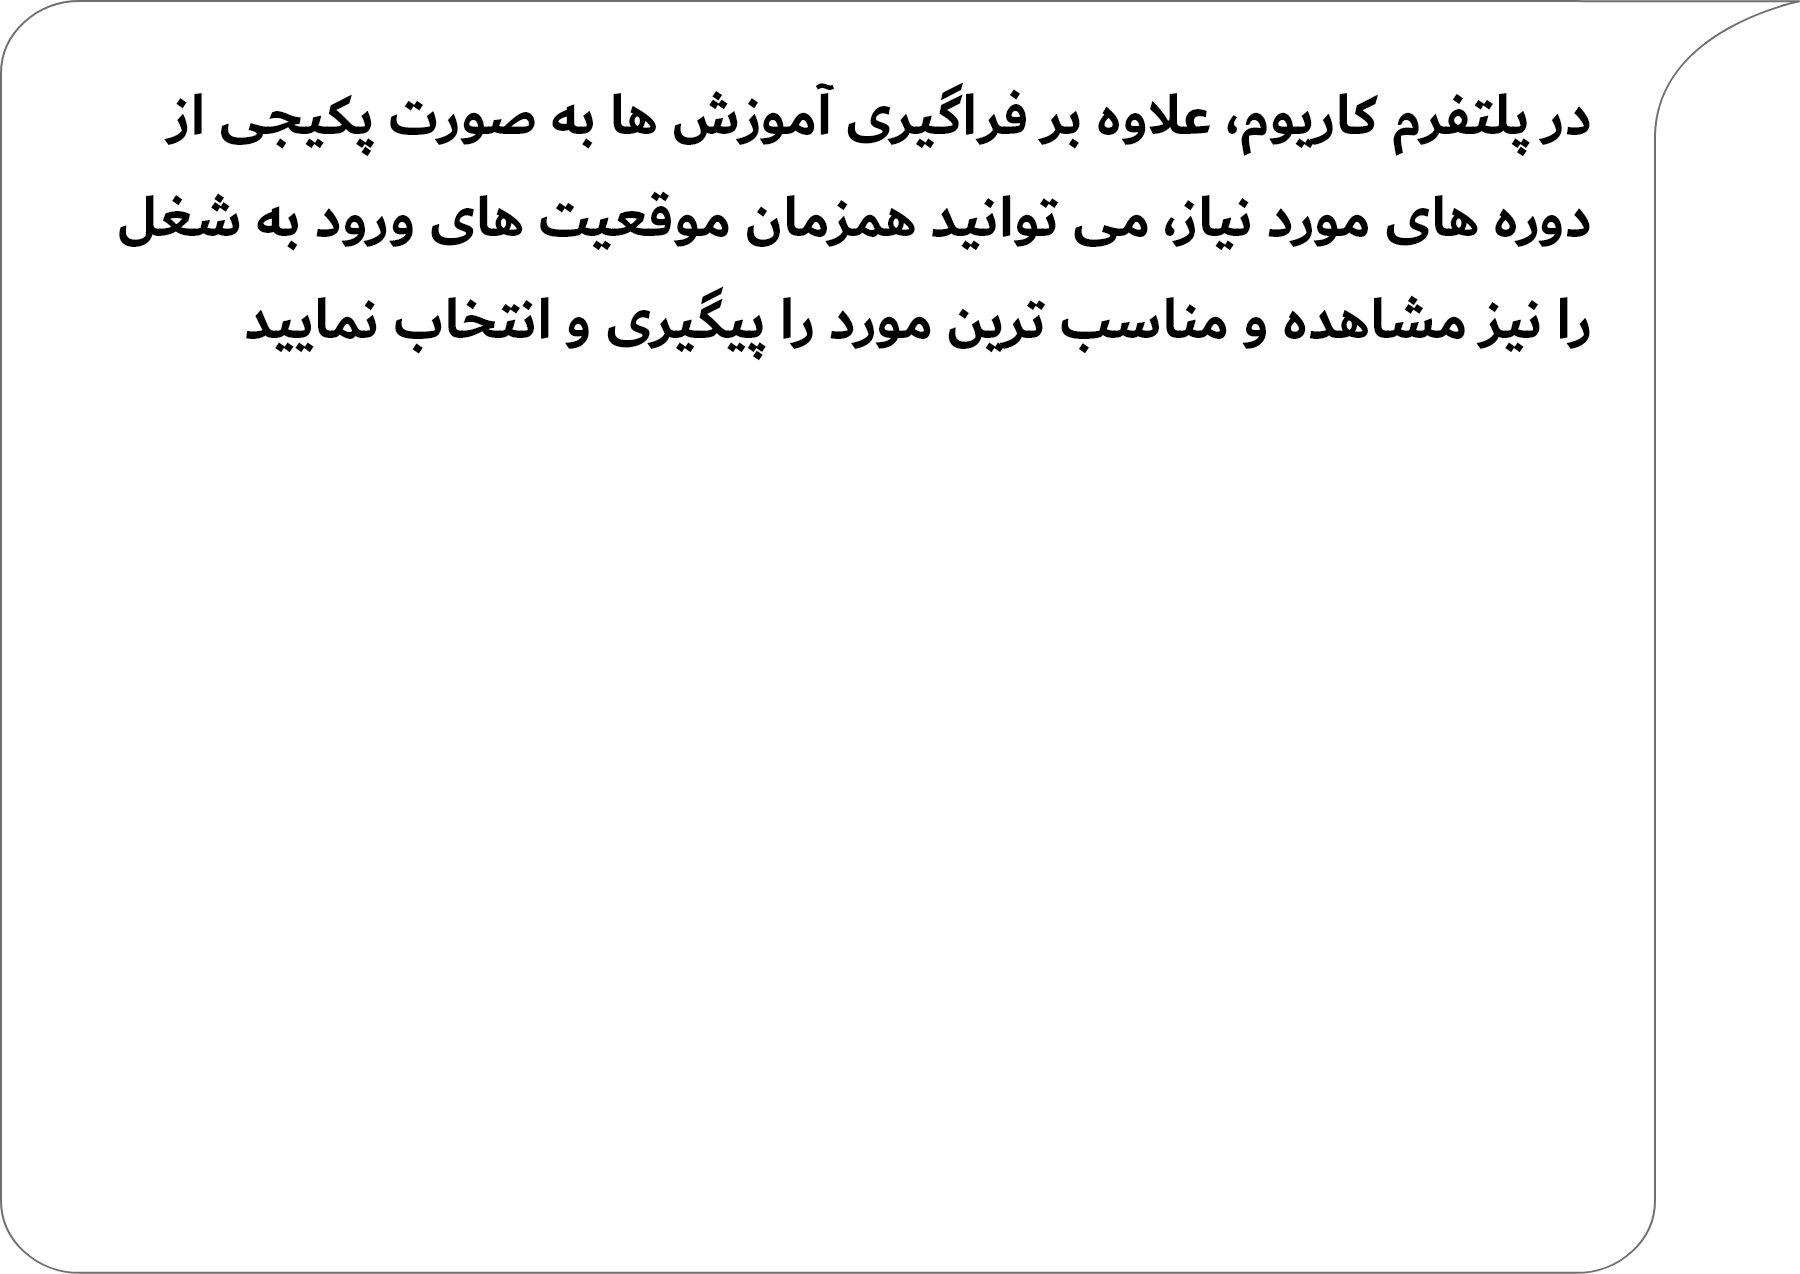 در پلتفرم کاریوم، علاوه بر فراگیری آموزش ها به صورت پکیجی از
دوره های مورد نیاز، می توانید همزمان موقعیت های ورود به شغل
را نیز مشاهده و مناسب ترین مورد را پیگیری و انتخاب نمایید